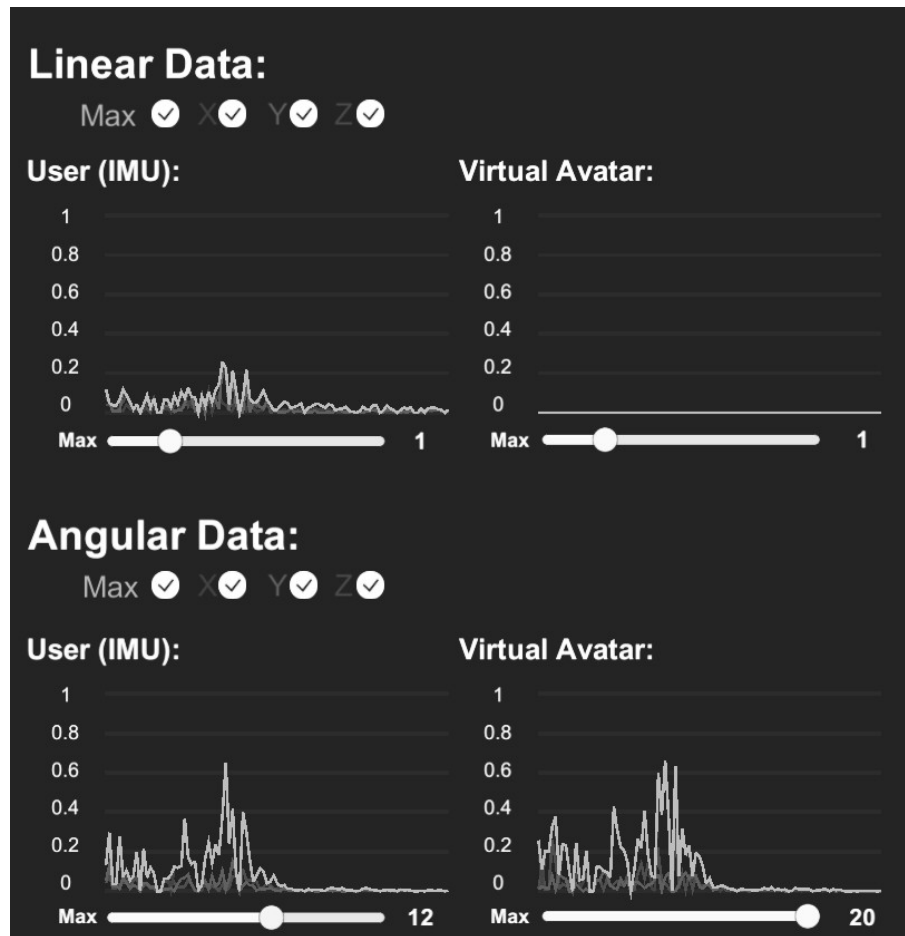 Linear Data:
Max X Y Z
User (IMU):
1
0.8
0.6
0.4
0.2
0
Max 1
Virtual Avatar:
1
0.8
0.6
0.4
0.2
0
Max 1
Angular Data:
Max X Y Z
User (IMU):
1
0.8
0.6
0.4
0.2
0
Max 12
Virtual Avatar:
1
0.8
0.6
0.4
0.2
0
Max 20